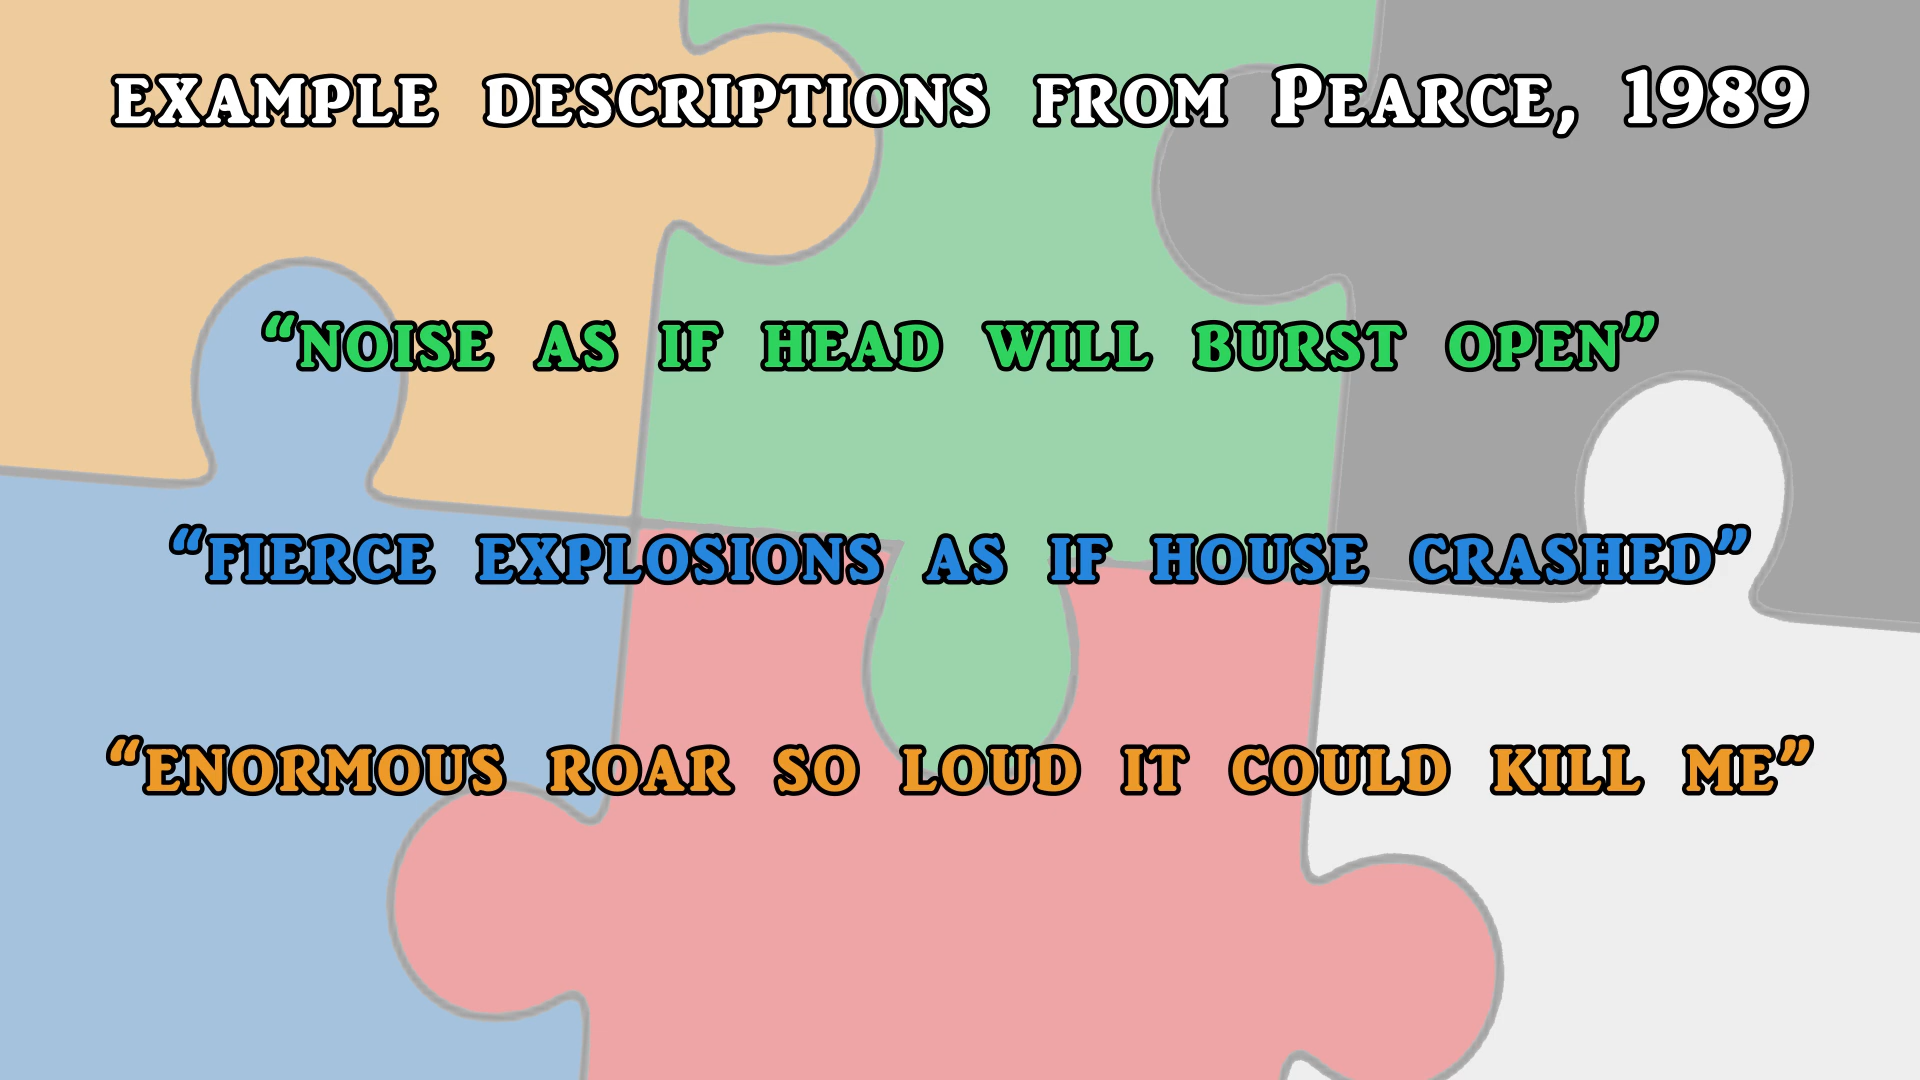 EXAMPLE DESCRIPTIONS FROM PEARCE, 1989
“NOISE AS IF HEAD WILL BURST OPEN”
“FIERCE EXPLOSIONS AS IF HOUSE CRASHED”
“ENORMOUS ROAR SO LOUD IT COULD KILL ME”